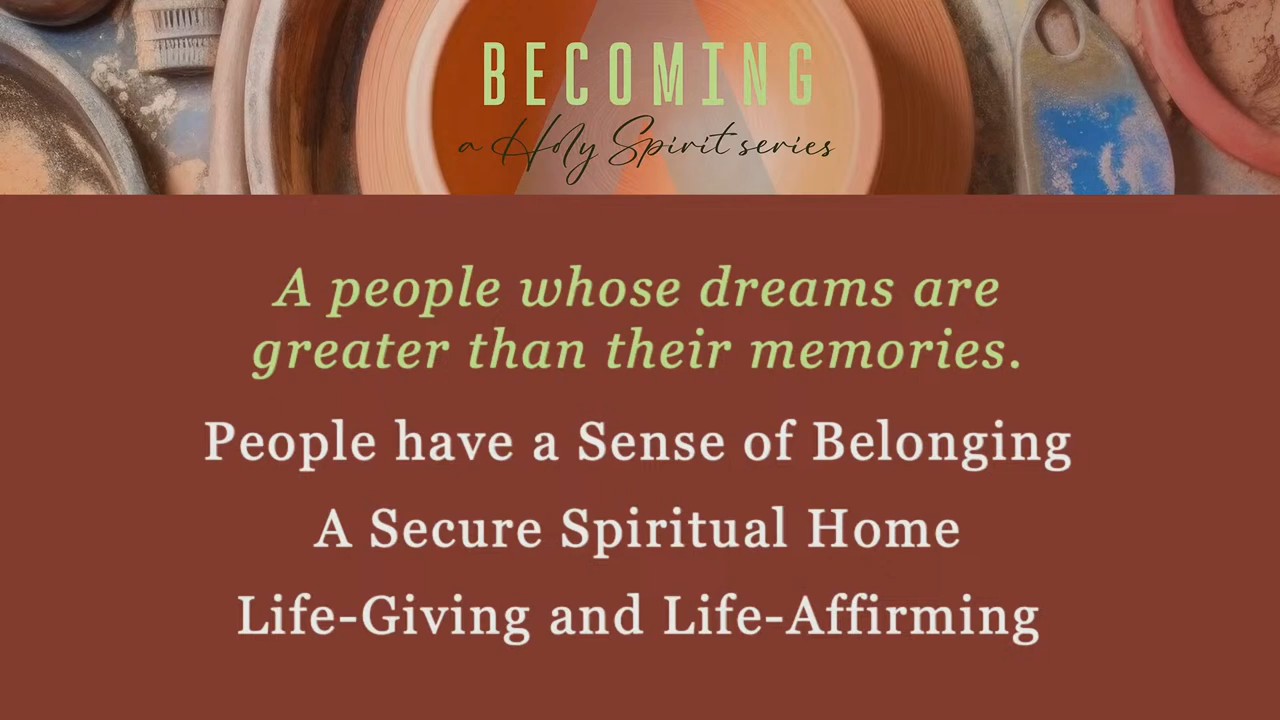 BECOMING
a Holy Spirit series
A people whose dreams are
greater than their memories.
People have a Sense of Belonging
A Secure Spiritual Home
Life-Giving and Life-Affirming